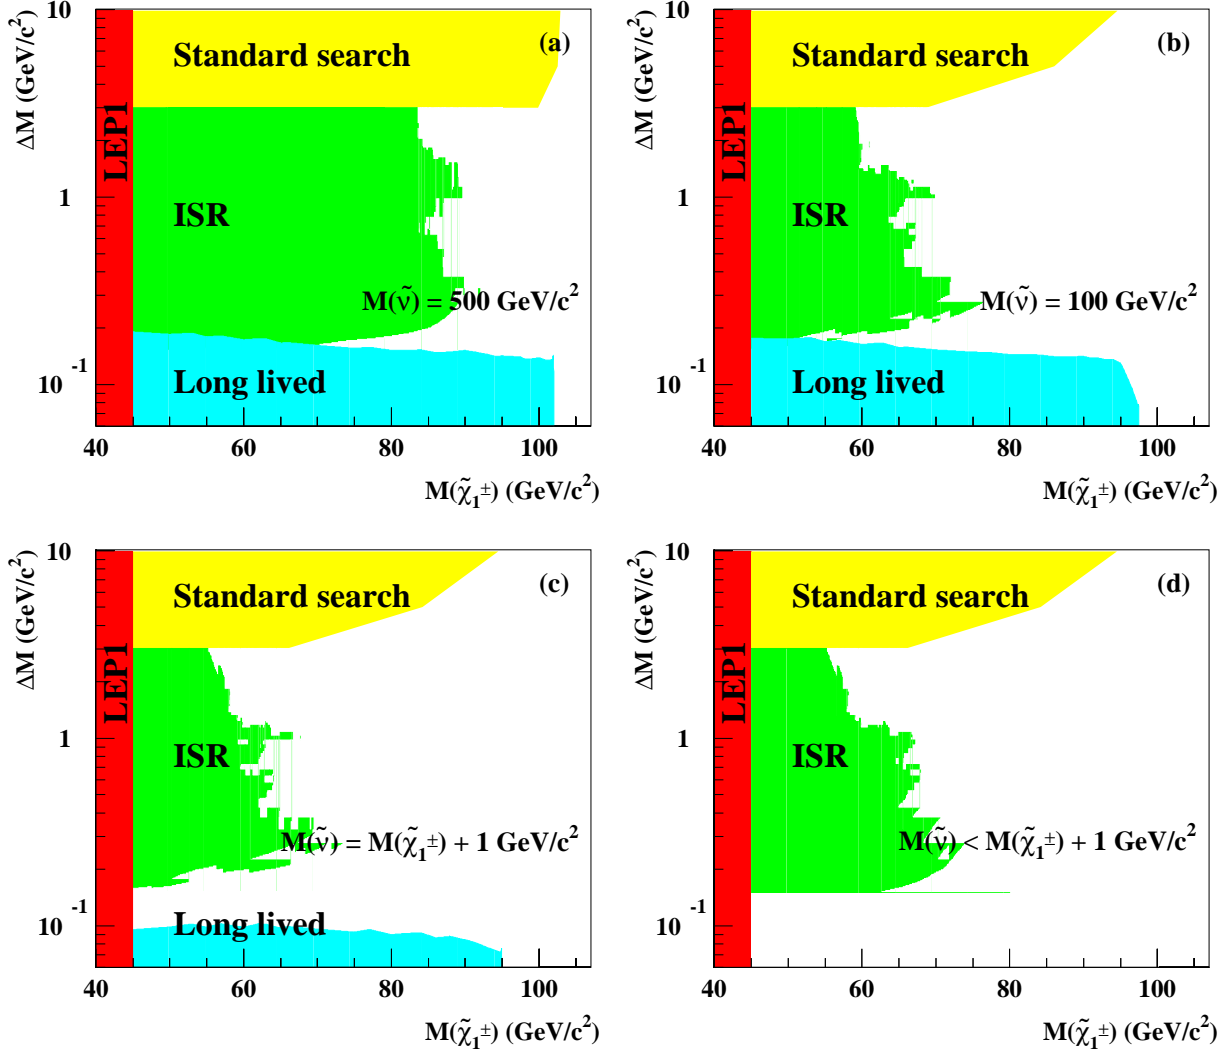 ΔM (GeV/c²)
10
1
10⁻¹
LEP1
Standard search
(a)
ISR
M(ν̃) = 500 GeV/c²
Long lived
40 60 80 100
M(χ̃₁±) (GeV/c²)
ΔM (GeV/c²)
10
1
10⁻¹
LEP1
Standard search
(b)
ISR
M(ν̃) = 100 GeV/c²
Long lived
40 60 80 100
M(χ̃₁±) (GeV/c²)
ΔM (GeV/c²)
10
1
10⁻¹
LEP1
Standard search
(c)
ISR
M(ν̃) = M(χ̃₁±) + 1 GeV/c²
Long lived
40 60 80 100
M(χ̃₁±) (GeV/c²)
ΔM (GeV/c²)
10
1
10⁻¹
LEP1
Standard search
(d)
ISR
M(ν̃) < M(χ̃₁±) + 1 GeV/c²
40 60 80 100
M(χ̃₁±) (GeV/c²)